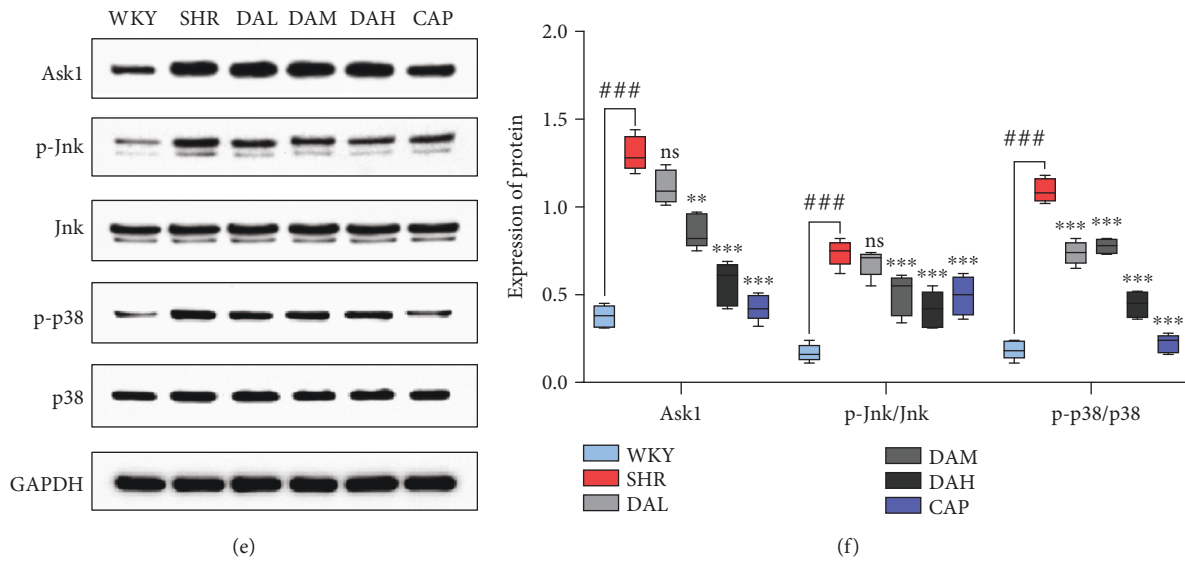 WKY SHR DAL DAM DAH CAP
Ask1
p-Jnk
Jnk
p-p38
p38
GAPDH
(e)
Expression of protein
2.0
1.5
1.0
0.5
0.0
###
ns
**
***
***
###
ns
***
***
***
###
***
***
***
***
Ask1 p-Jnk/Jnk p-p38/p38
WKY
SHR
DAL
DAM
DAH
CAP
(f)